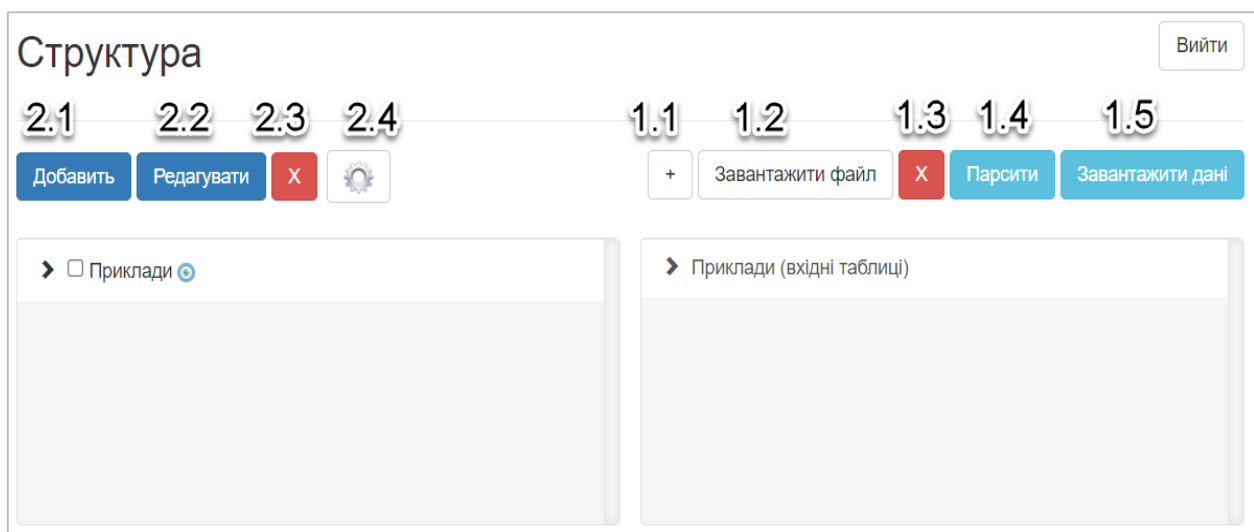 Структура
Вийти
2.1 2.2 2.3 2.4 1.1 1.2 1.3 1.4 1.5
Добавить Редагувати X + Завантажити файл X Парсити Завантажити дані
Приклади Приклади (вхідні таблиці)